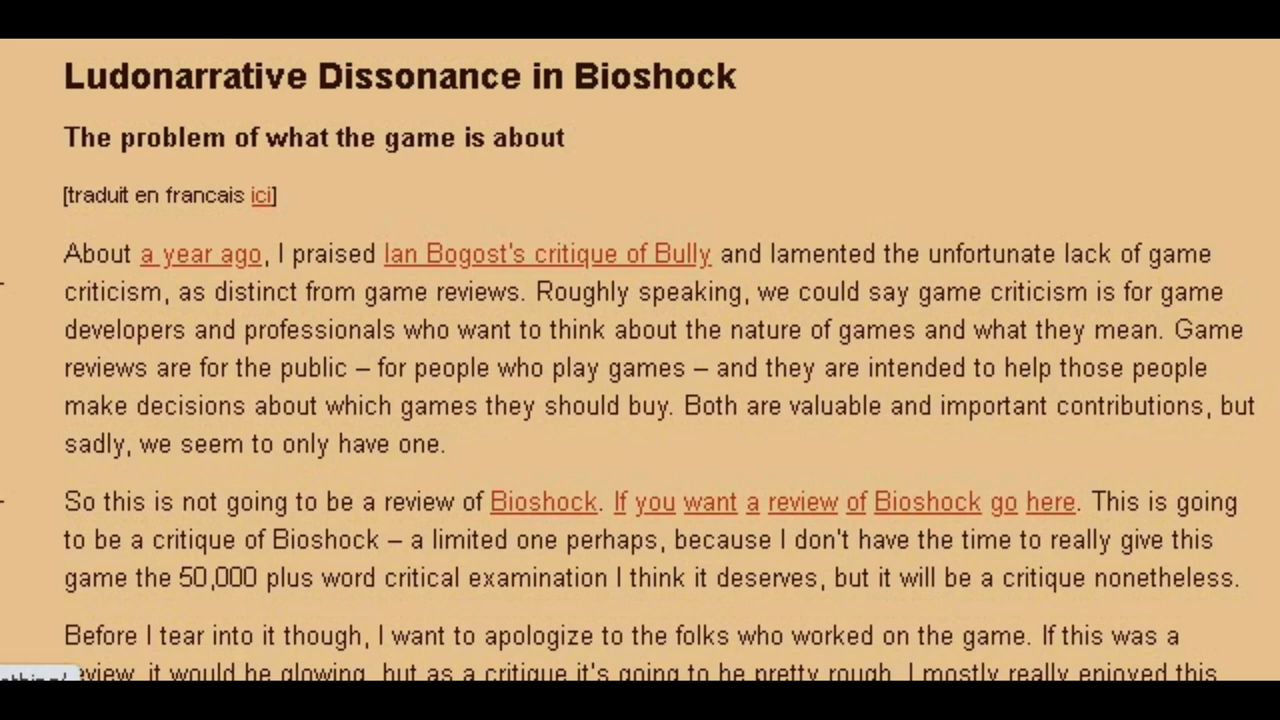 Ludonarrative Dissonance in Bioshock
The problem of what the game is about
[traduit en francais ici]
About a year ago, I praised Ian Bogost's critique of Bully and lamented the unfortunate lack of game
criticism, as distinct from game reviews. Roughly speaking, we could say game criticism is for game
developers and professionals who want to think about the nature of games and what they mean. Game
reviews are for the public – for people who play games – and they are intended to help those people
make decisions about which games they should buy. Both are valuable and important contributions, but
sadly, we seem to only have one.
So this is not going to be a review of Bioshock. If you want a review of Bioshock go here. This is going
to be a critique of Bioshock – a limited one perhaps, because I don't have the time to really give this
game the 50,000 plus word critical examination I think it deserves, but it will be a critique nonetheless.
Before I tear into it though, I want to apologize to the folks who worked on the game. If this was a
review, it would be glowing, but as a critique it's going to be pretty rough. I mostly really enjoyed this